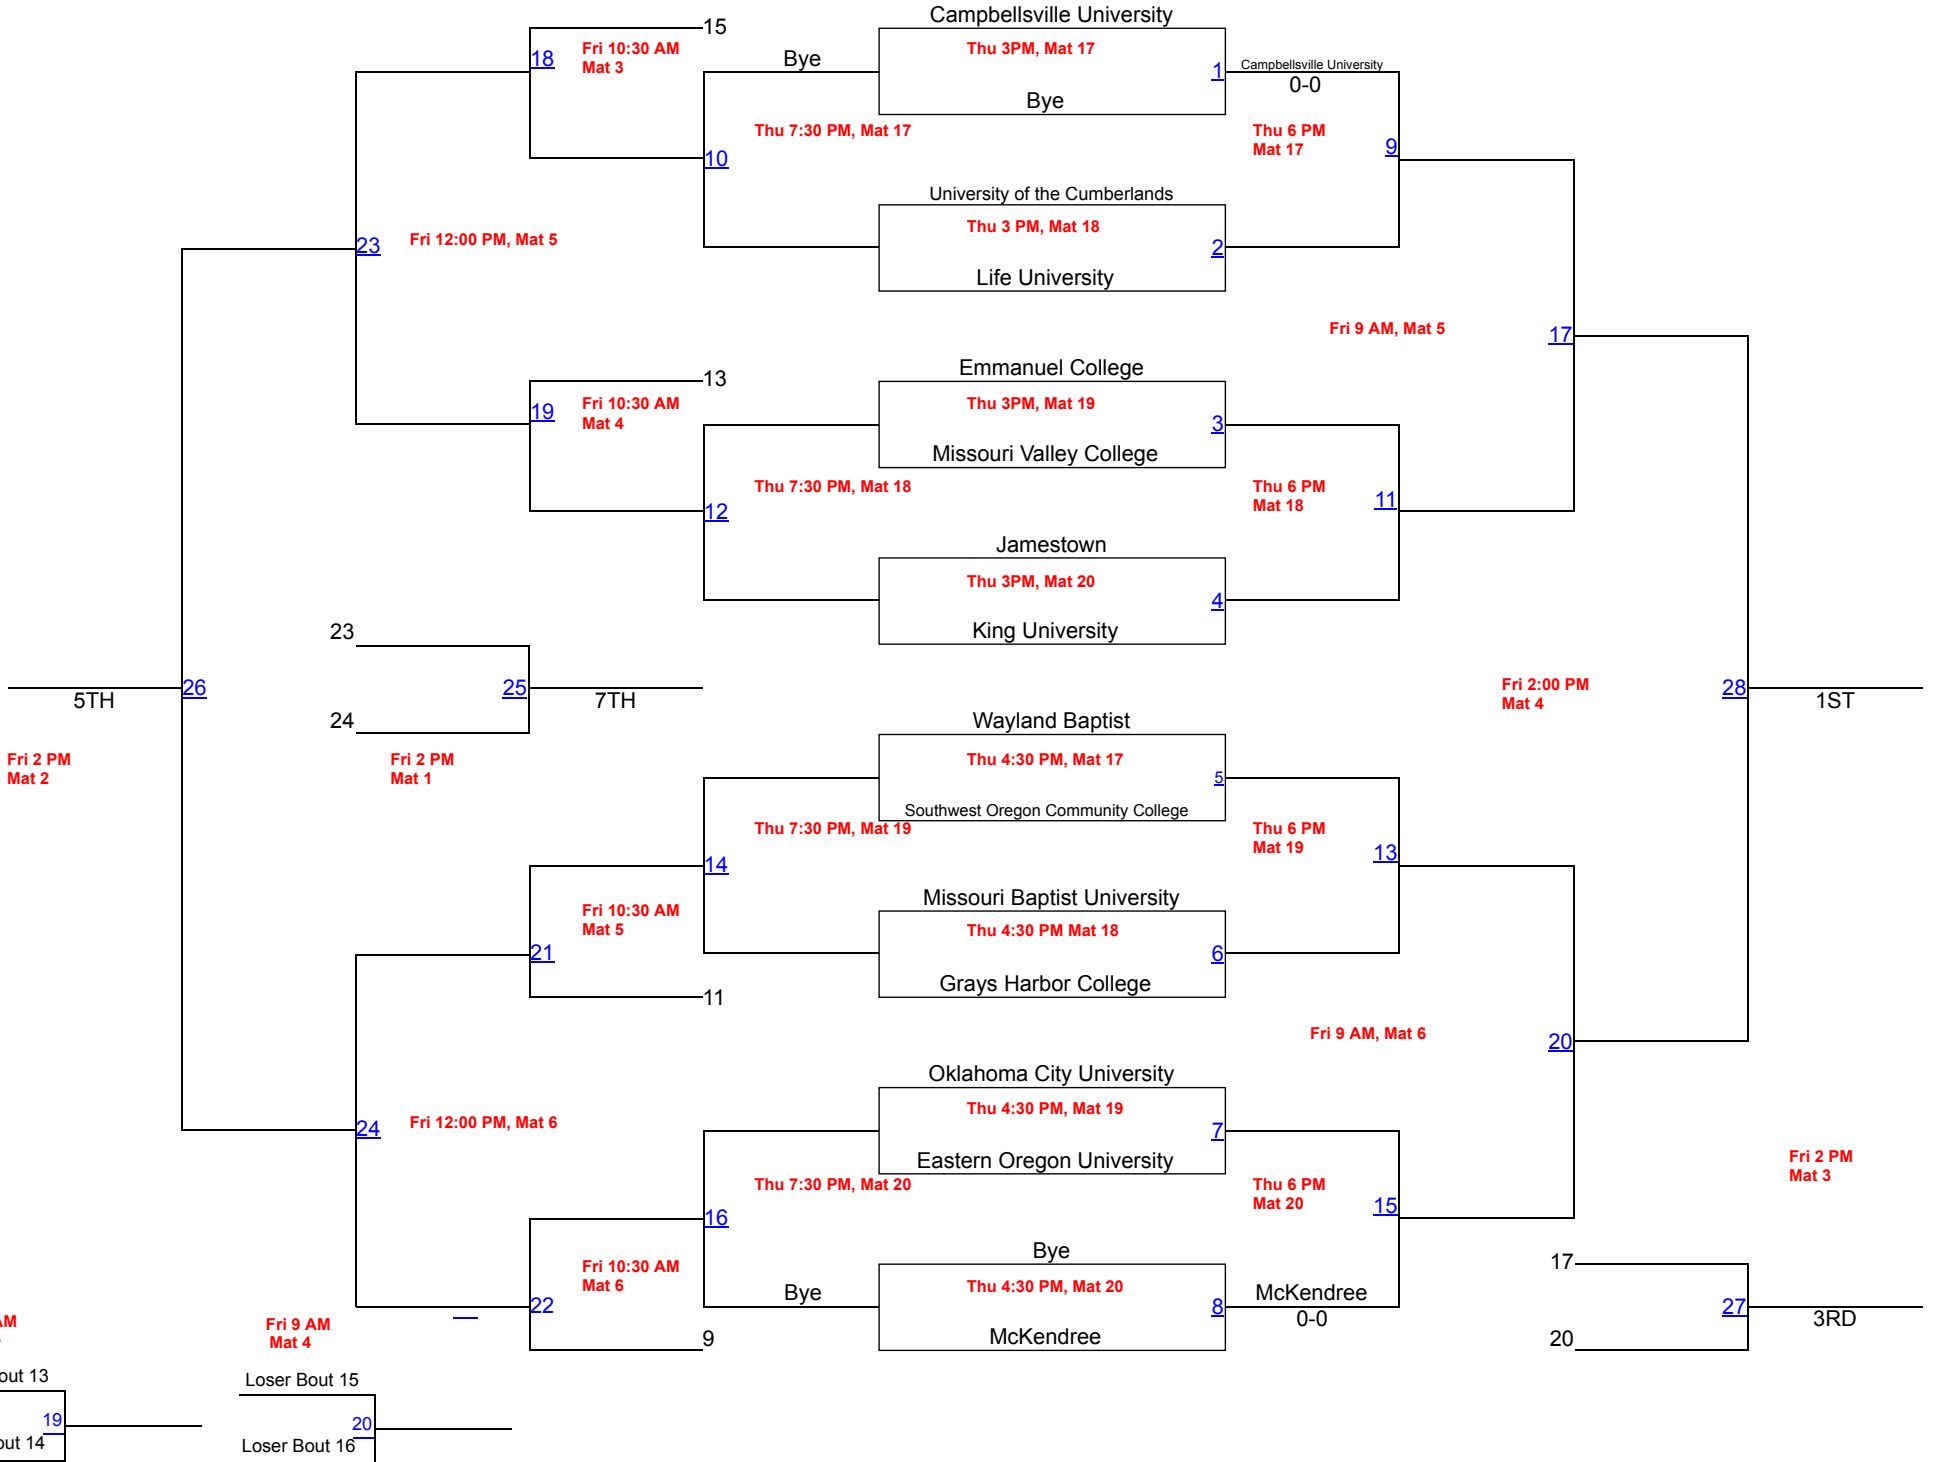 Campbellsville University
15
Fri 10:30 AM
Mat 3
18
Bye
Thu 3PM, Mat 17
1
Campbellsville University
0-0
Bye
Thu 7:30 PM, Mat 17
10
Thu 6 PM
Mat 17
9
University of the Cumberlands
Thu 3 PM, Mat 18
2
Life University
23
Fri 12:00 PM, Mat 5
Fri 9 AM, Mat 5
17
Emmanuel College
13
19
Fri 10:30 AM
Mat 4
Thu 3PM, Mat 19
3
Missouri Valley College
Thu 7:30 PM, Mat 18
12
Thu 6 PM
Mat 18
11
Jamestown
Thu 3PM, Mat 20
4
King University
23
26
5TH
25
7TH
24
Fri 2 PM
Mat 2
Fri 2 PM
Mat 1
Fri 2:00 PM
Mat 4
28
1ST
Wayland Baptist
Thu 4:30 PM, Mat 17
5
Southwest Oregon Community College
Thu 7:30 PM, Mat 19
14
Thu 6 PM
Mat 19
13
Missouri Baptist University
Fri 10:30 AM
Mat 5
21
Thu 4:30 PM Mat 18
6
Grays Harbor College
11
Fri 9 AM, Mat 6
20
Oklahoma City University
Thu 4:30 PM, Mat 19
7
Eastern Oregon University
24
Fri 12:00 PM, Mat 6
Thu 7:30 PM, Mat 20
16
Thu 6 PM
Mat 20
15
Fri 2 PM
Mat 3
Bye
Fri 10:30 AM
Mat 6
22
Bye
Thu 4:30 PM, Mat 20
8
McKendree
0-0
McKendree
9
17
27
3RD
20
AM
Fri 9 AM
Mat 4
out 13
19
out 14
Loser Bout 15
20
Loser Bout 16